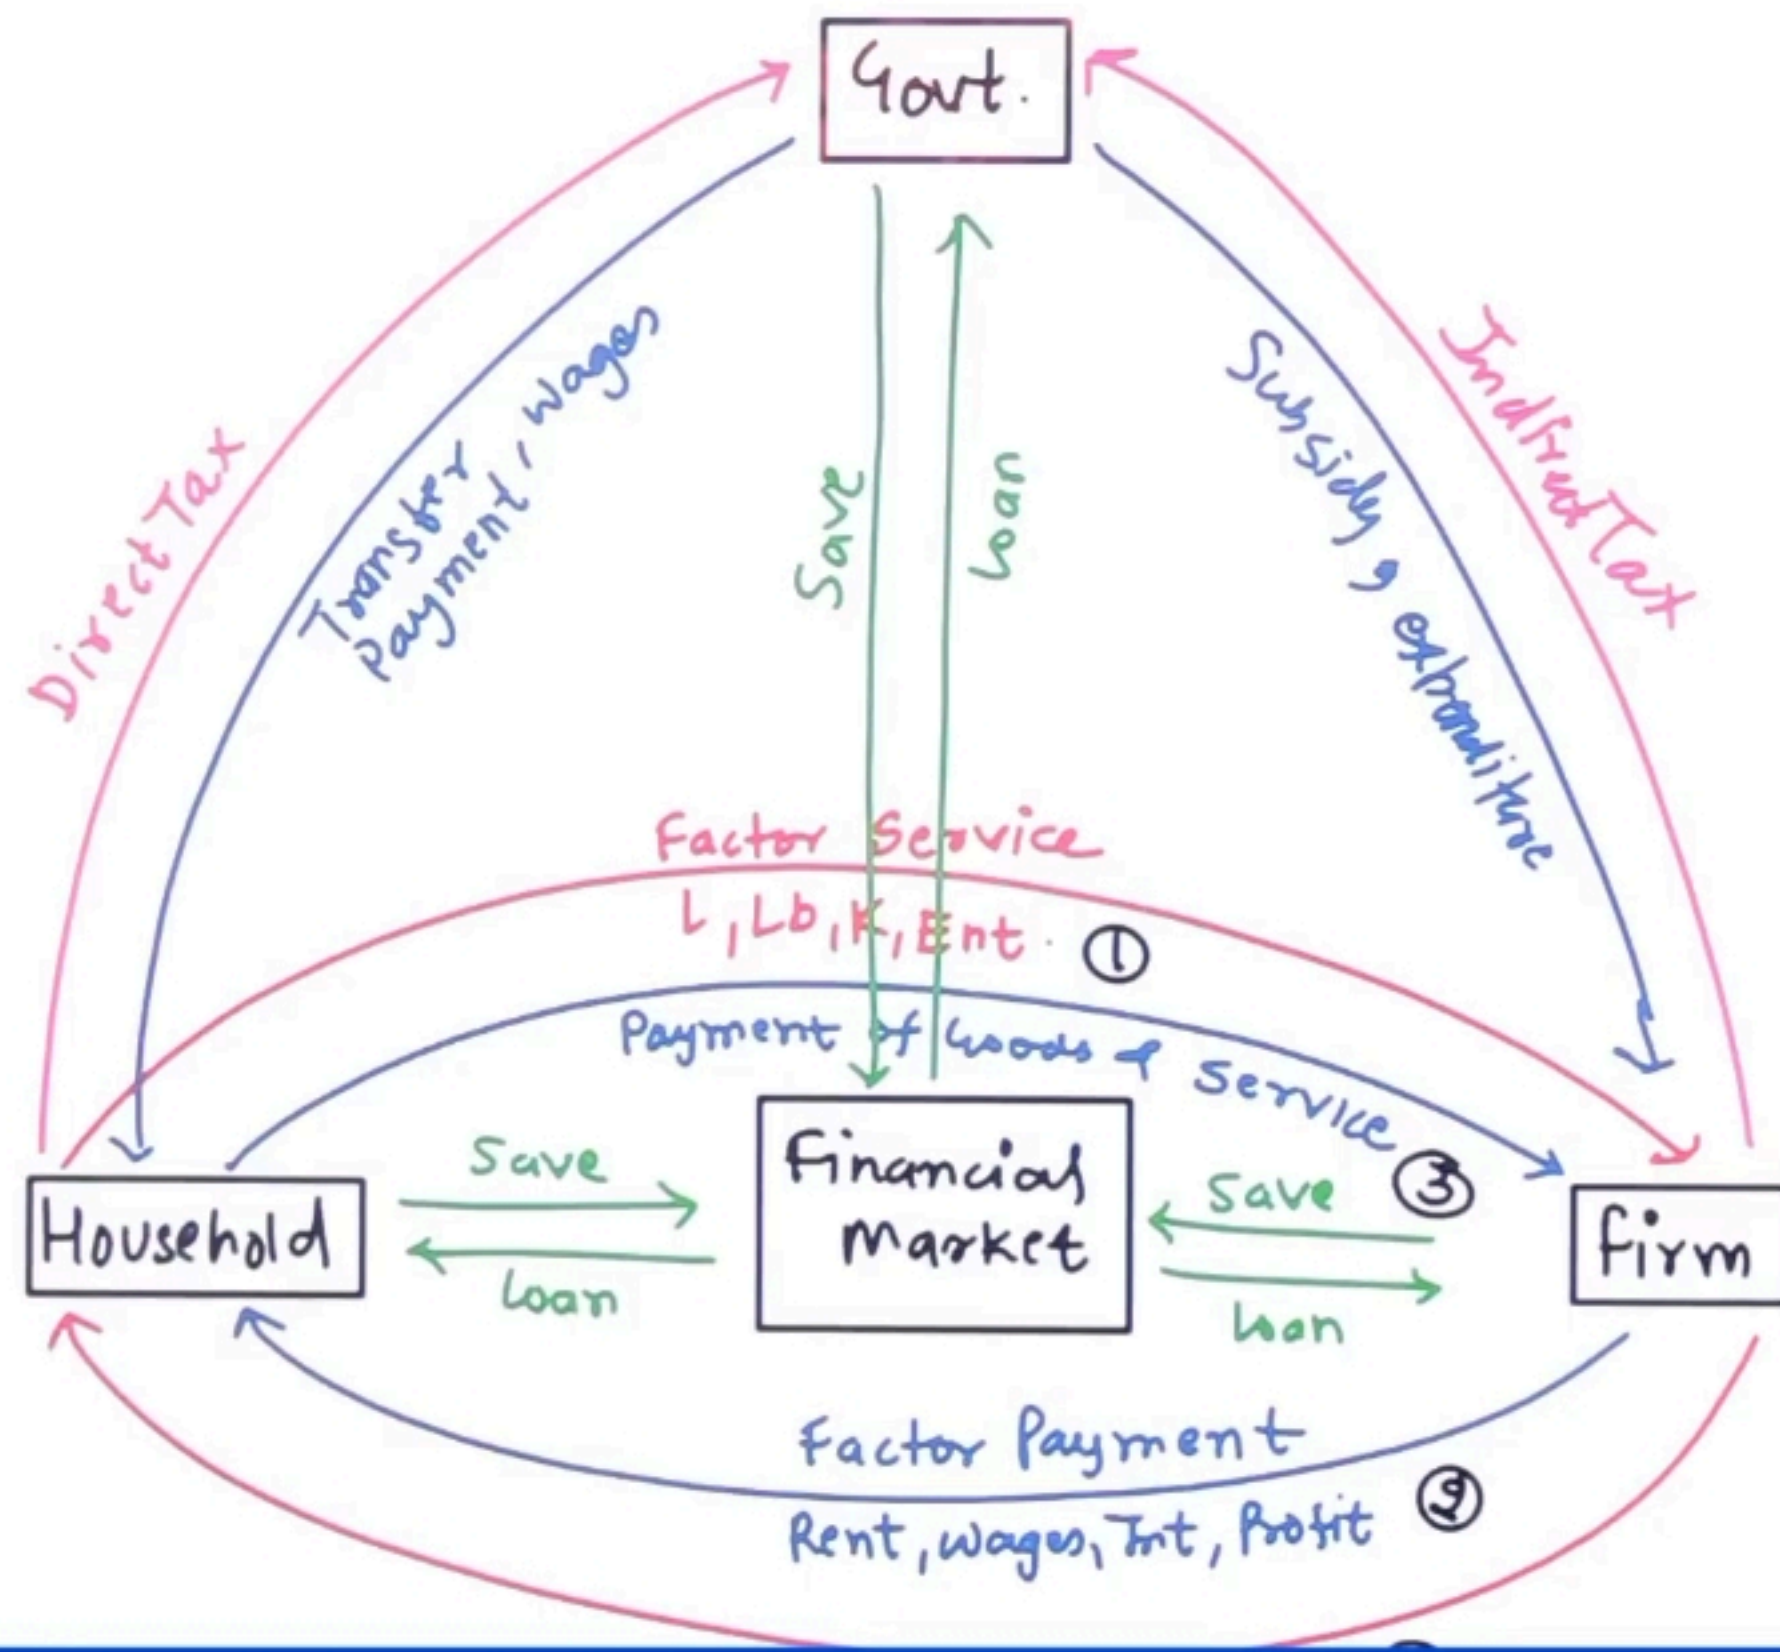 Govt.
Direct Tax
Transfer
Payment, wages
Save
Loan
Subsidy, expenditure
Indirect Tax
Factor Service
L, Lb, K, Ent. ①
Payment of Goods & Service ③
Household
Save
Loan
Financial
Market
Save
Loan
Firm
Factor Payment
Rent, wages, Int, Profit ②